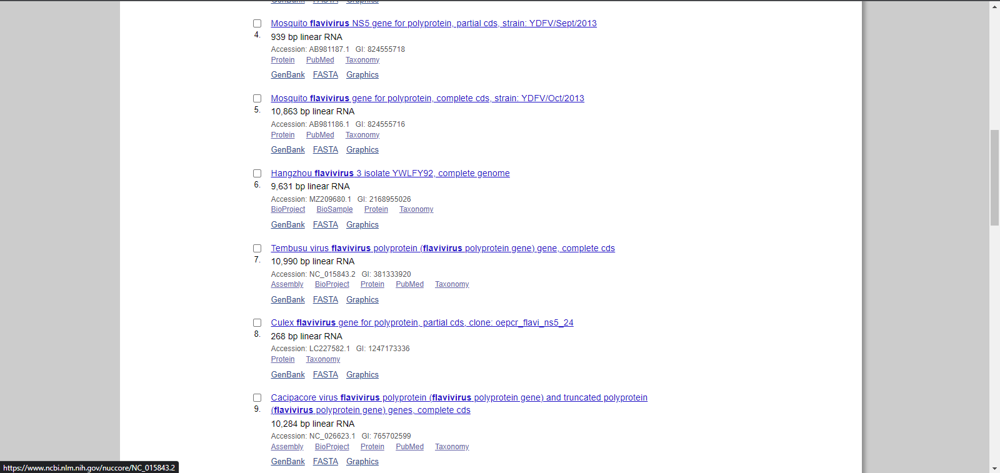 GenBank FASTA Graphics
Mosquito flavivirus NS5 gene for polyprotein, partial cds, strain: YDFV/Sept/2013
4.
939 bp linear RNA
Accession: AB981187.1 GI: 824555718
Protein PubMed Taxonomy
GenBank FASTA Graphics
Mosquito flavivirus gene for polyprotein, complete cds, strain: YDFV/Oct/2013
5.
10,863 bp linear RNA
Accession: AB981186.1 GI: 824555716
Protein PubMed Taxonomy
GenBank FASTA Graphics
Hangzhou flavivirus 3 isolate YWLFY92, complete genome
6.
9,631 bp linear RNA
Accession: MZ209680.1 GI: 2168955026
BioProject BioSample Protein Taxonomy
GenBank FASTA Graphics
Tembusu virus flavivirus polyprotein (flavivirus polyprotein gene) gene, complete cds
7.
10,990 bp linear RNA
Accession: NC_015843.2 GI: 381333920
Assembly BioProject Protein PubMed Taxonomy
GenBank FASTA Graphics
Culex flavivirus gene for polyprotein, partial cds, clone: oepcr_flavi_ns5_24
8.
268 bp linear RNA
Accession: LC227582.1 GI: 1247173336
Protein Taxonomy
GenBank FASTA Graphics
Cacipacore virus flavivirus polyprotein (flavivirus polyprotein gene) and truncated polyprotein
9.
(flavivirus polyprotein gene) genes, complete cds
10,284 bp linear RNA
Accession: NC_026623.1 GI: 765702599
Assembly BioProject Protein PubMed Taxonomy
GenBank FASTA Graphics
https://www.ncbi.nlm.nih.gov/nuccore/NC_015843.2